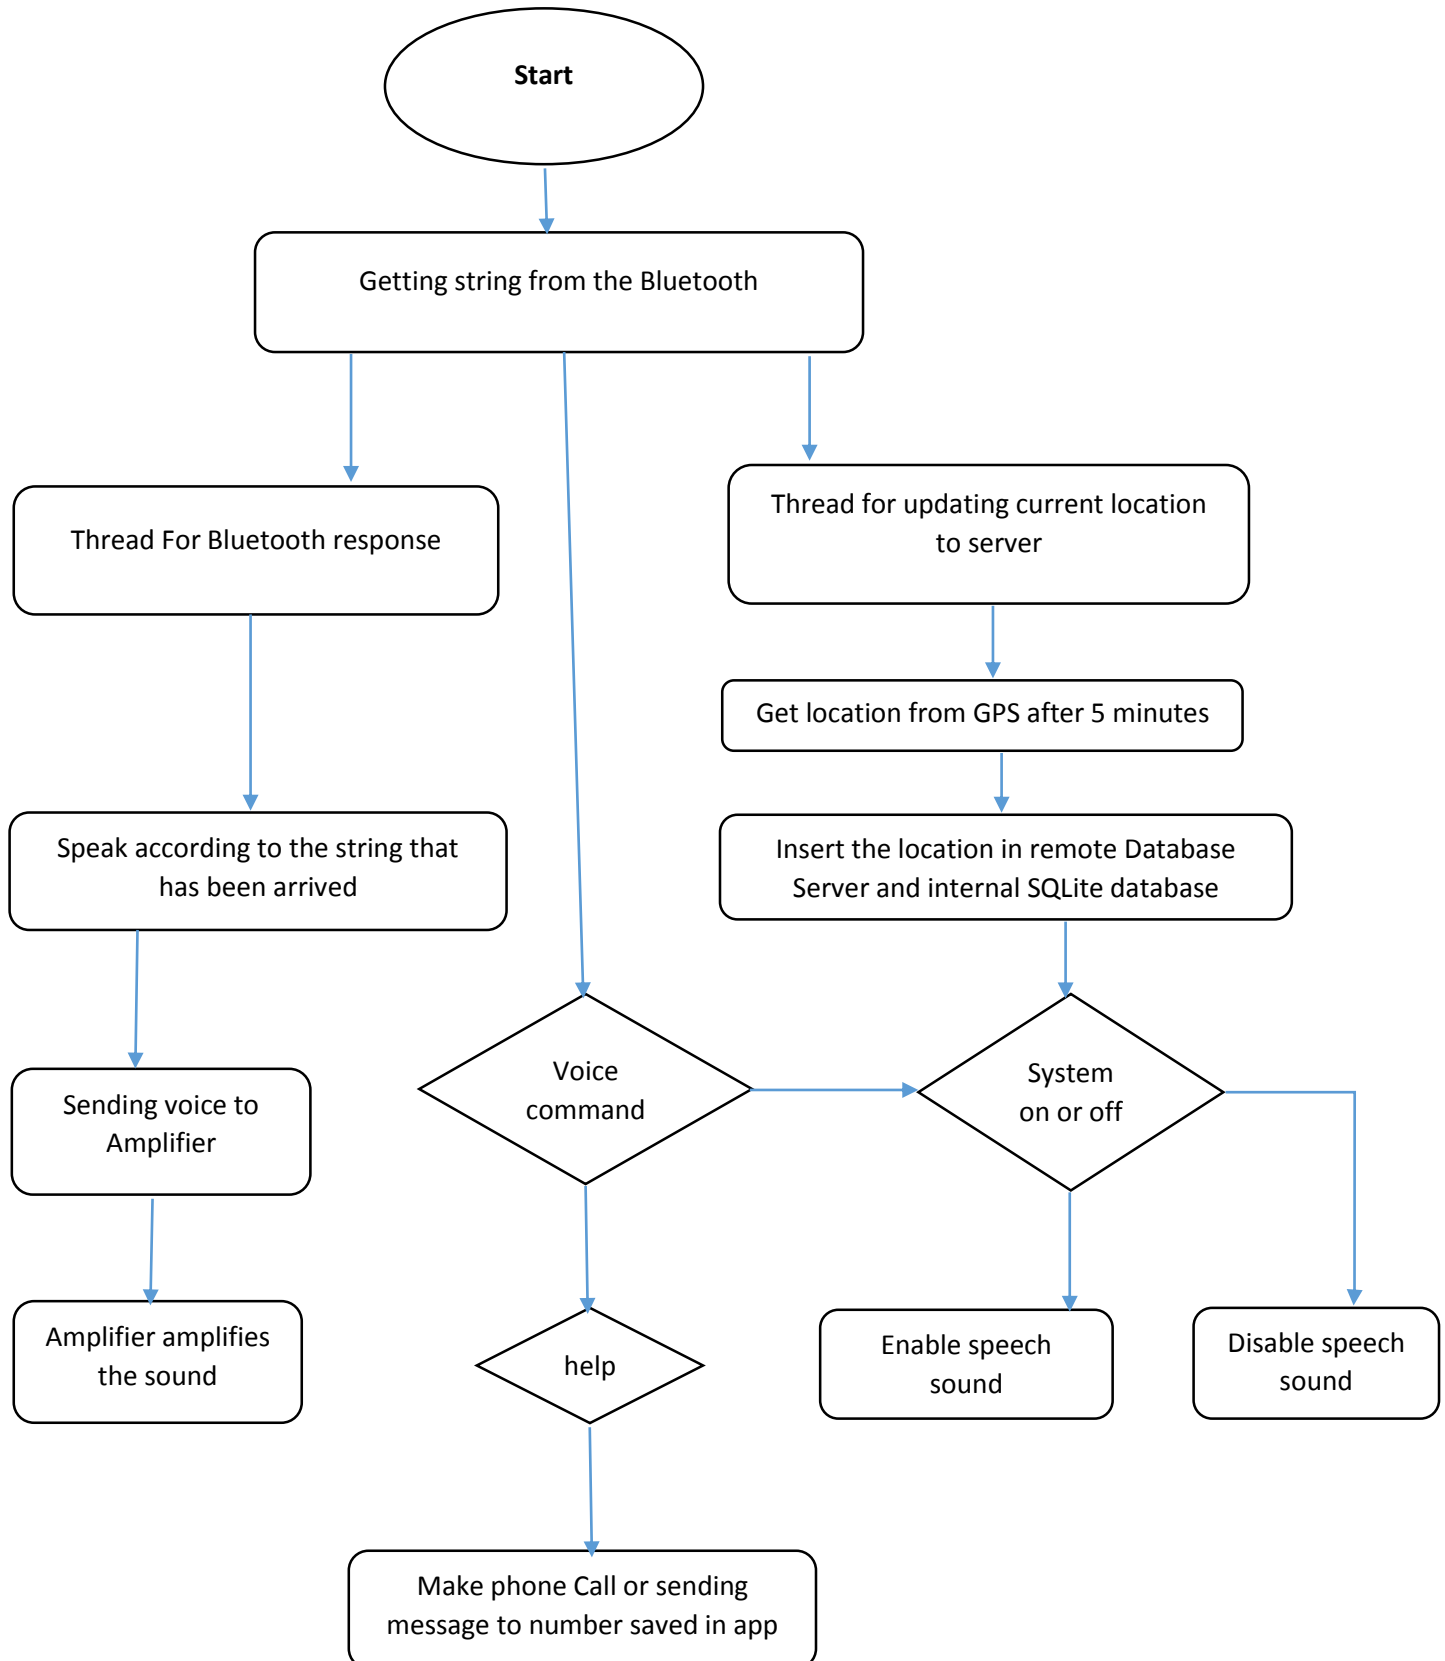 Start
Getting string from the Bluetooth
Thread For Bluetooth response
Thread for updating current location
to server
Get location from GPS after 5 minutes
Speak according to the string that
has been arrived
Insert the location in remote Database
Server and internal SQLite database
Voice
command
System
on or off
Sending voice to
Amplifier
Amplifier amplifies
the sound
help
Enable speech
sound
Disable speech
sound
Make phone Call or sending
message to number saved in app